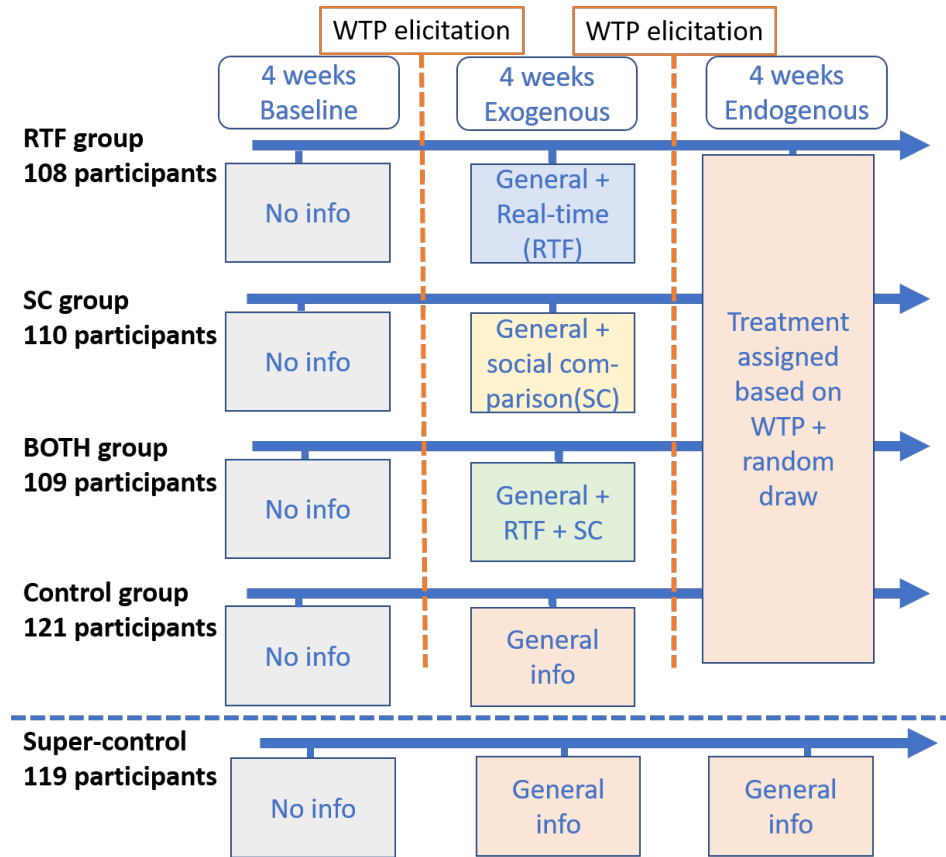 WTP elicitation
WTP elicitation
4 weeks
Baseline
4 weeks
Exogenous
4 weeks
Endogenous
RTF group
108 participants
No info
General +
Real-time
(RTF)
SC group
110 participants
No info
General +
social com-
parison(SC)
Treatment
assigned
based on
WTP +
random
draw
BOTH group
109 participants
No info
General +
RTF + SC
Control group
121 participants
No info
General
info
Super-control
119 participants
No info
General
info
General
info